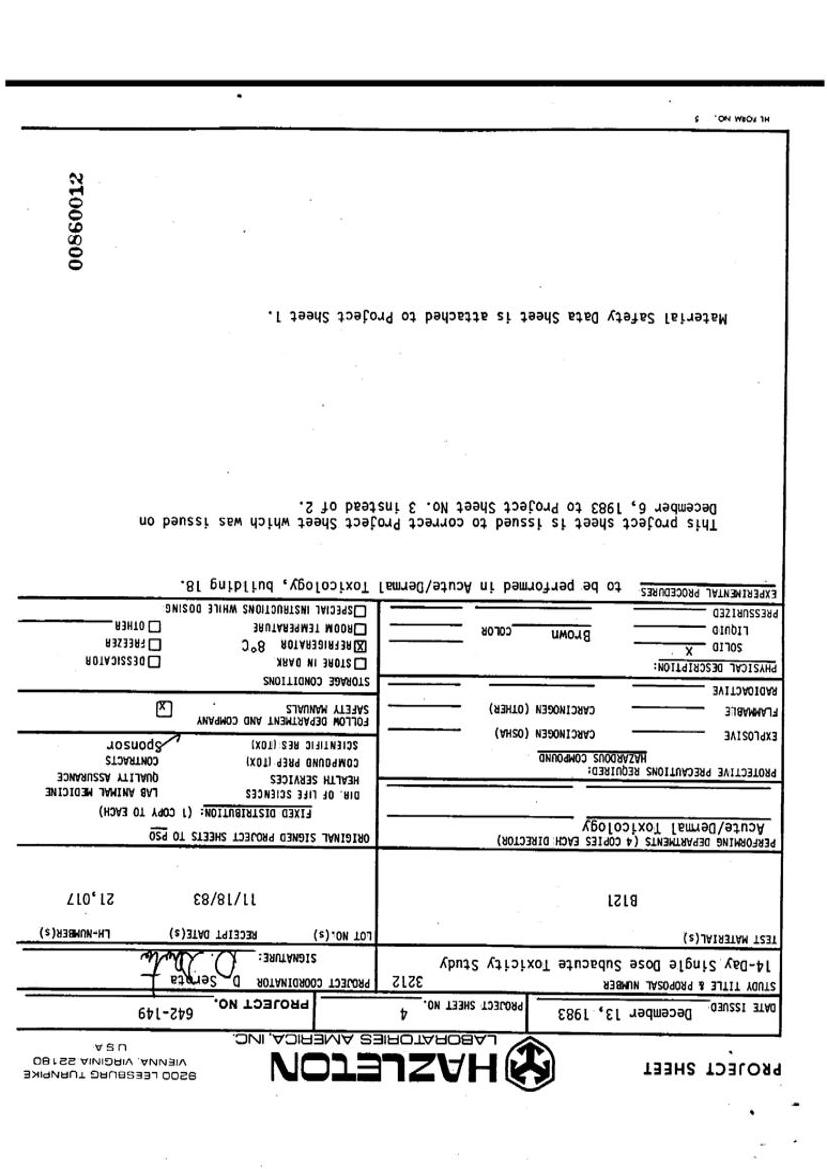 PROJECT SHEET
HAZLETON
LABORATORIES AMERICA, INC.
9200 LEESBURG TURNPIKE
VIENNA, VIRGINIA 22180
U S A
DATE ISSUED: December 13, 1983
PROJECT SHEET NO. 4
PROJECT NO. 642-149
STUDY TITLE & PROPOSAL NUMBER 3212
14-Day Single Dose Subacute Toxicity Study
PROJECT COORDINATOR D Serota
SIGNATURE:
TEST MATERIAL(s)
B121
LOT NO.(s) RECEIPT DATE(s) LH-NUMBER(s)
11/18/83 21,017
PERFORMING DEPARTMENTS (4 COPIES EACH DIRECTOR)
Acute/Dermal Toxicology
ORIGINAL SIGNED PROJECT SHEETS TO PSO
FIXED DISTRIBUTION: (1 COPY TO EACH)
DIR. OF LIFE SCIENCES LAB ANIMAL MEDICINE
HEALTH SERVICES QUALITY ASSURANCE
COMPOUND PREP (TOX) CONTRACTS
SCIENTIFIC RES (TOX) Sponsor
PROTECTIVE PRECAUTIONS REQUIRED:
HAZARDOUS COMPOUND
EXPLOSIVE CARCINOGEN (OSHA)
FLAMMABLE CARCINOGEN (OTHER)
RADIOACTIVE
FOLLOW DEPARTMENT AND COMPANY
SAFETY MANUALS X
PHYSICAL DESCRIPTION:
SOLID X
LIQUID Brown COLOR
PRESSURIZED
STORAGE CONDITIONS
STORE IN DARK DESSICATOR
X REFRIGERATOR 8°C FREEZER
ROOM TEMPERATURE OTHER
SPECIAL INSTRUCTIONS WHILE DOSING
EXPERIMENTAL PROCEDURES to be performed in Acute/Dermal Toxicology, building 18.
This project sheet is issued to correct Project Sheet which was issued on
December 6, 1983 to Project Sheet No. 3 instead of 2.
Material Safety Data Sheet is attached to Project Sheet 1.
00860012
HL FORM NO. 5